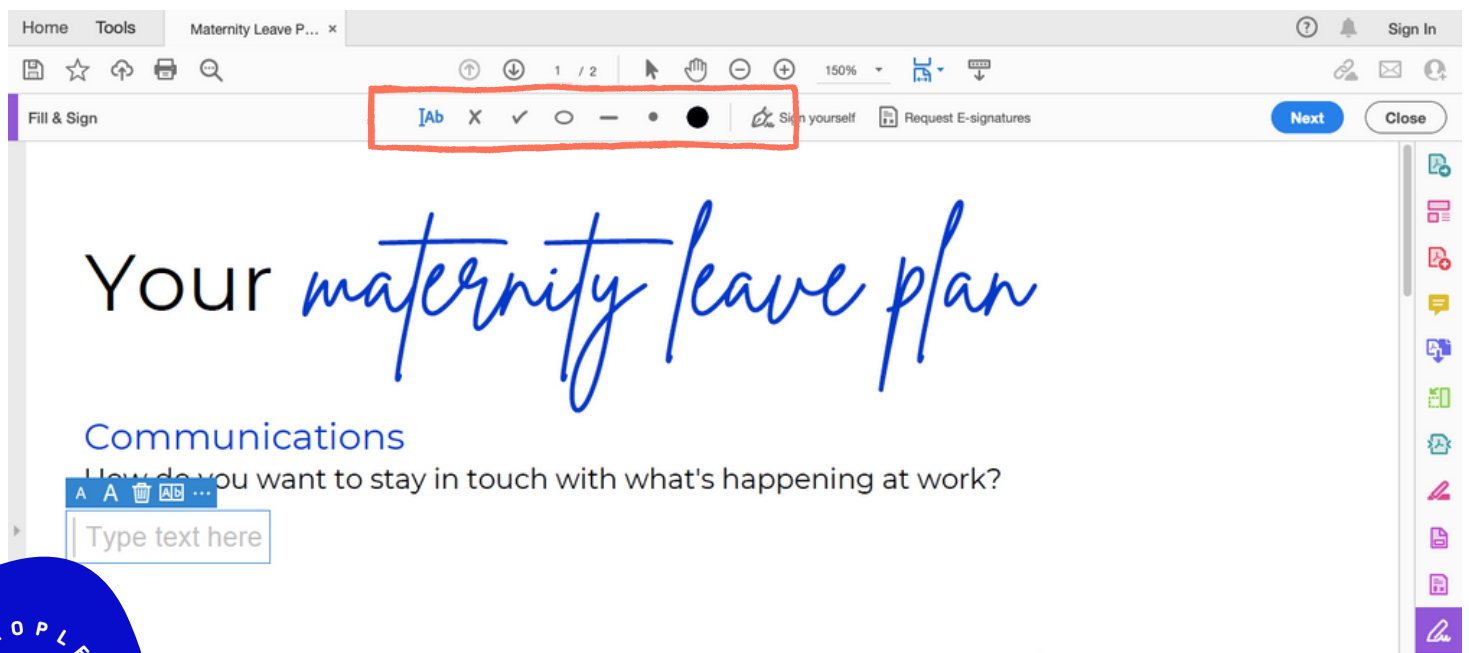 Home Tools Maternity Leave P... × ? Sign In
1 / 2 150%
Fill & Sign IAb Sign yourself Request E-signatures Next Close
Your maternity leave plan
Communications
How do you want to stay in touch with what's happening at work?
A A Ab ...
Type text here
OPL